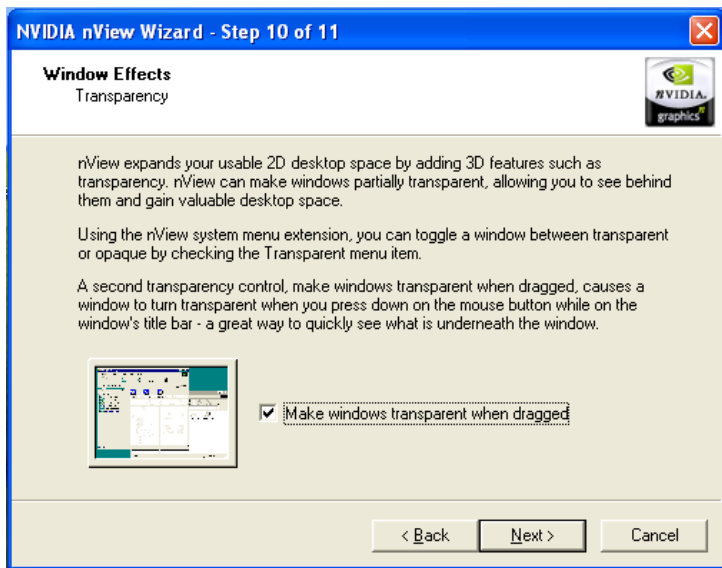 NVIDIA nView Wizard - Step 10 of 11
Window Effects
Transparency
NVIDIA.
graphics
nView expands your usable 2D desktop space by adding 3D features such as
transparency. nView can make windows partially transparent, allowing you to see behind
them and gain valuable desktop space.
Using the nView system menu extension, you can toggle a window between transparent
or opaque by checking the Transparent menu item.
A second transparency control, make windows transparent when dragged, causes a
window to turn transparent when you press down on the mouse button while on the
window's title bar - a great way to quickly see what is underneath the window.
Make windows transparent when dragged
< Back Next > Cancel